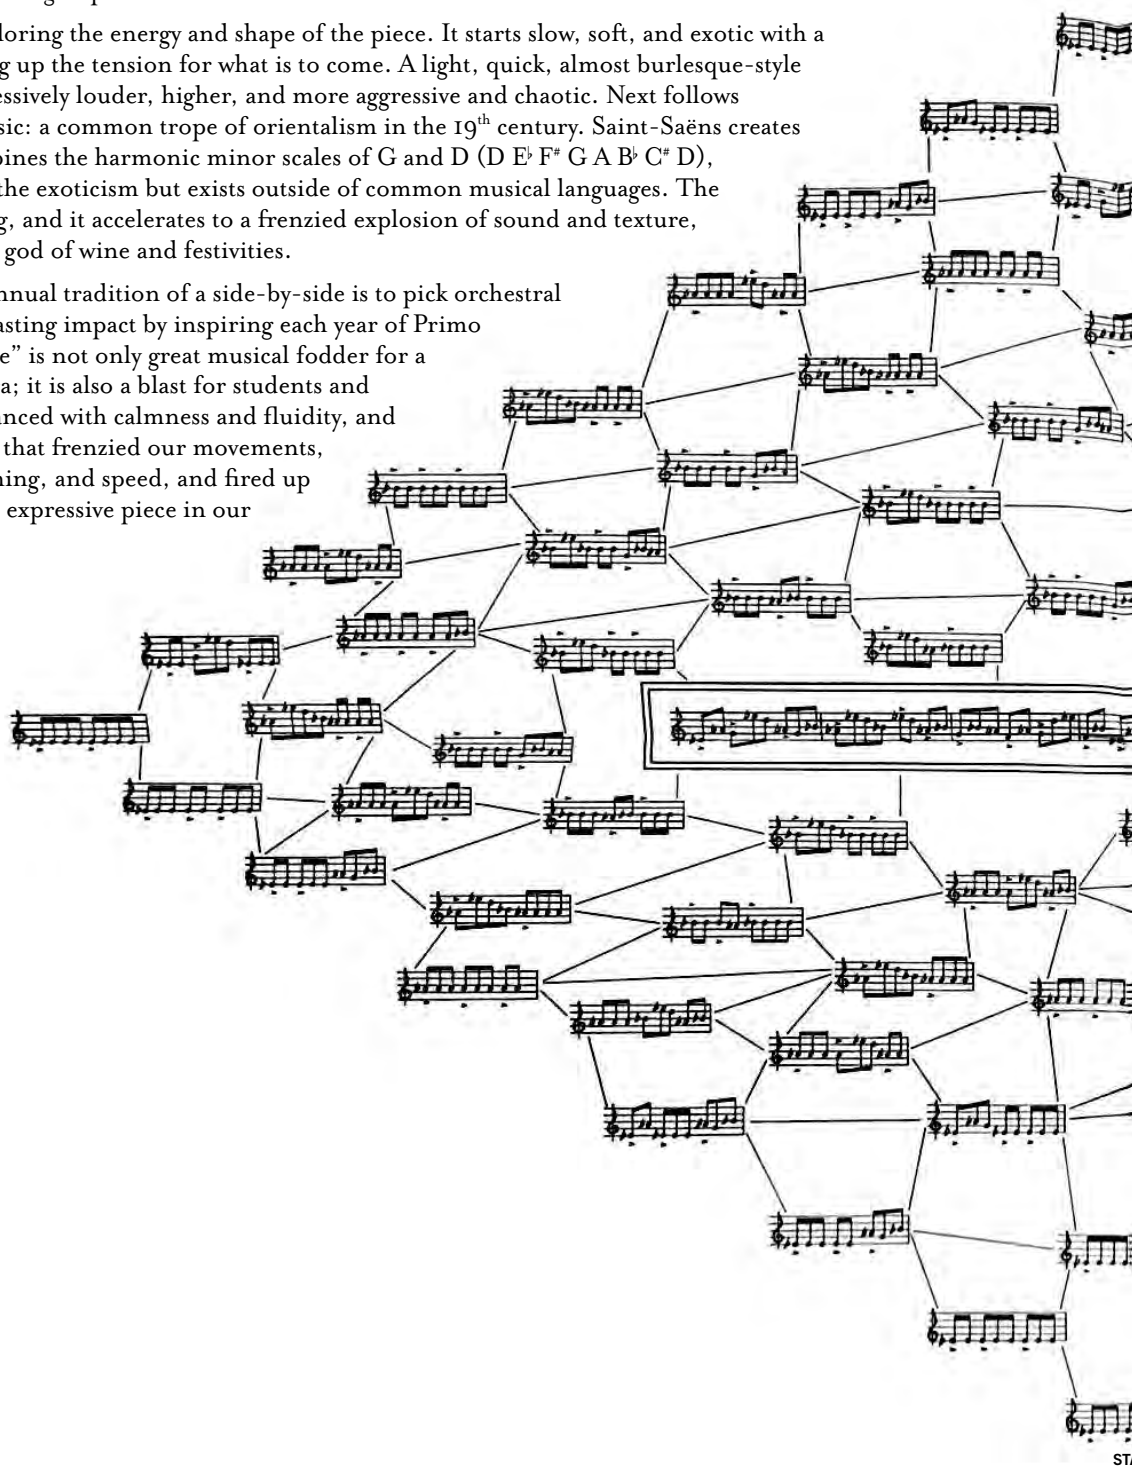 loring the energy and shape of the piece. It starts slow, soft, and exotic with a
g up the tension for what is to come. A light, quick, almost burlesque-style
essively louder, higher, and more aggressive and chaotic. Next follows
sic: a common trope of orientalism in the 19th century. Saint-Saëns creates
bines the harmonic minor scales of G and D (D E♭ F# G A B♭ C# D),
the exoticism but exists outside of common musical languages. The
g, and it accelerates to a frenzied explosion of sound and texture,
god of wine and festivities.
nnual tradition of a side-by-side is to pick orchestral
asting impact by inspiring each year of Primo
e” is not only great musical fodder for a
a; it is also a blast for students and
anced with calmness and fluidity, and
that frenzied our movements,
ning, and speed, and fired up
expressive piece in our
STA